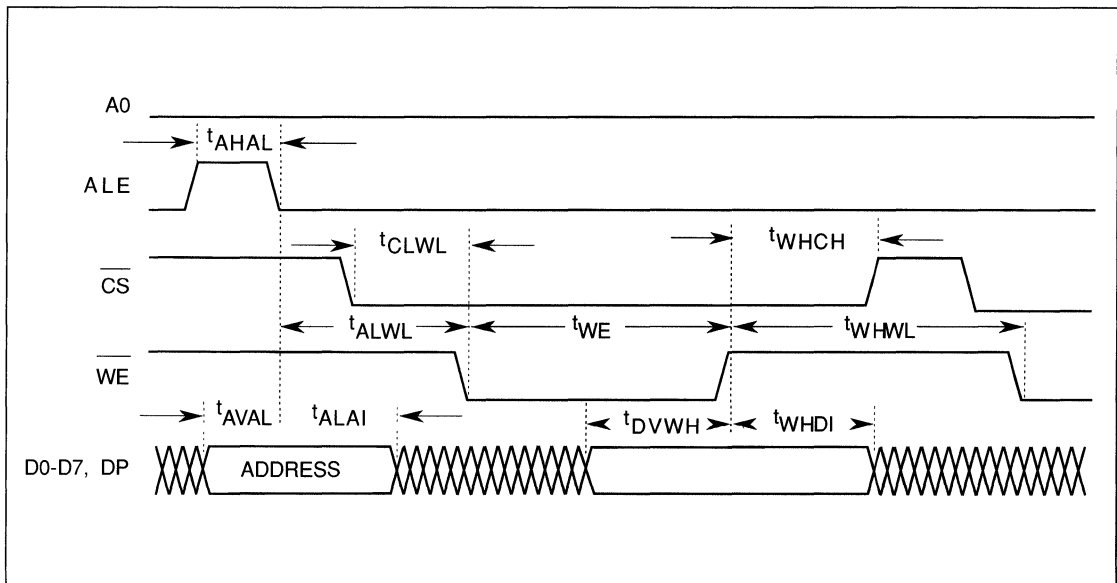 A0
tAHAL
ALE
tCLWL
tWHCH
CS
tALWL
tWE
tWHWL
WE
tAVAL
tALAI
tDVWH
tWHDI
D0-D7, DP
ADDRESS